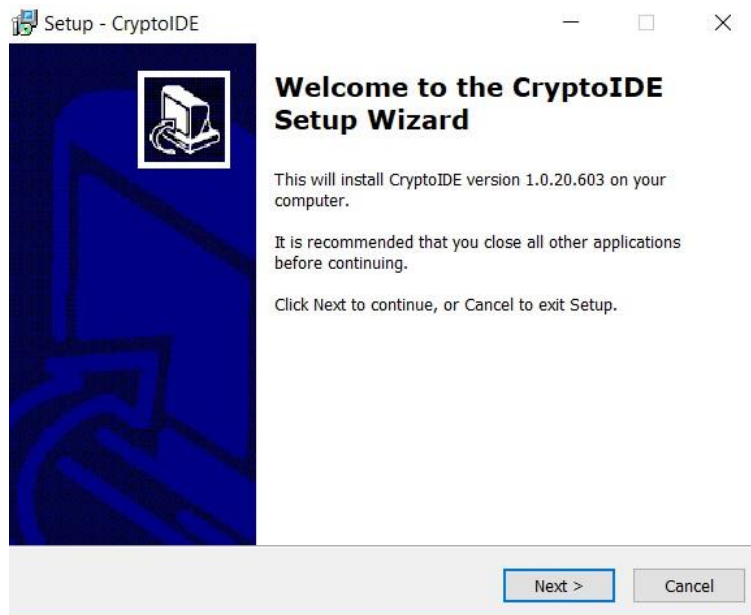 Setup - CryptoIDE
Welcome to the CryptoIDE
Setup Wizard
This will install CryptoIDE version 1.0.20.603 on your
computer.
It is recommended that you close all other applications
before continuing.
Click Next to continue, or Cancel to exit Setup.
Next >
Cancel